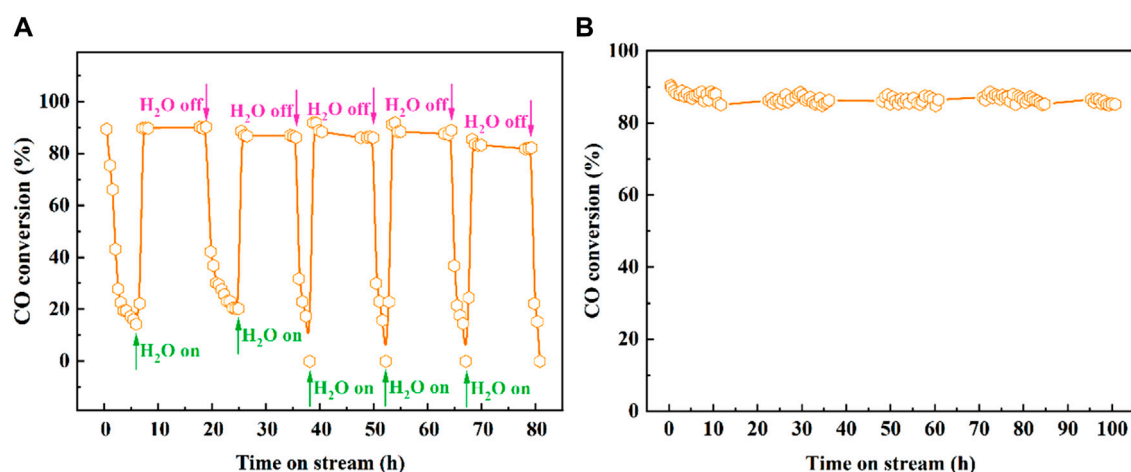 A
CO conversion (%)
100
80
60
40
20
0
H₂O off
H₂O off
H₂O off
H₂O off
H₂O off
H₂O on
H₂O on
H₂O on
H₂O on
H₂O on
0 10 20 30 40 50 60 70 80
Time on stream (h)
B
CO conversion (%)
100
80
60
40
20
0
0 10 20 30 40 50 60 70 80 90 100
Time on stream (h)